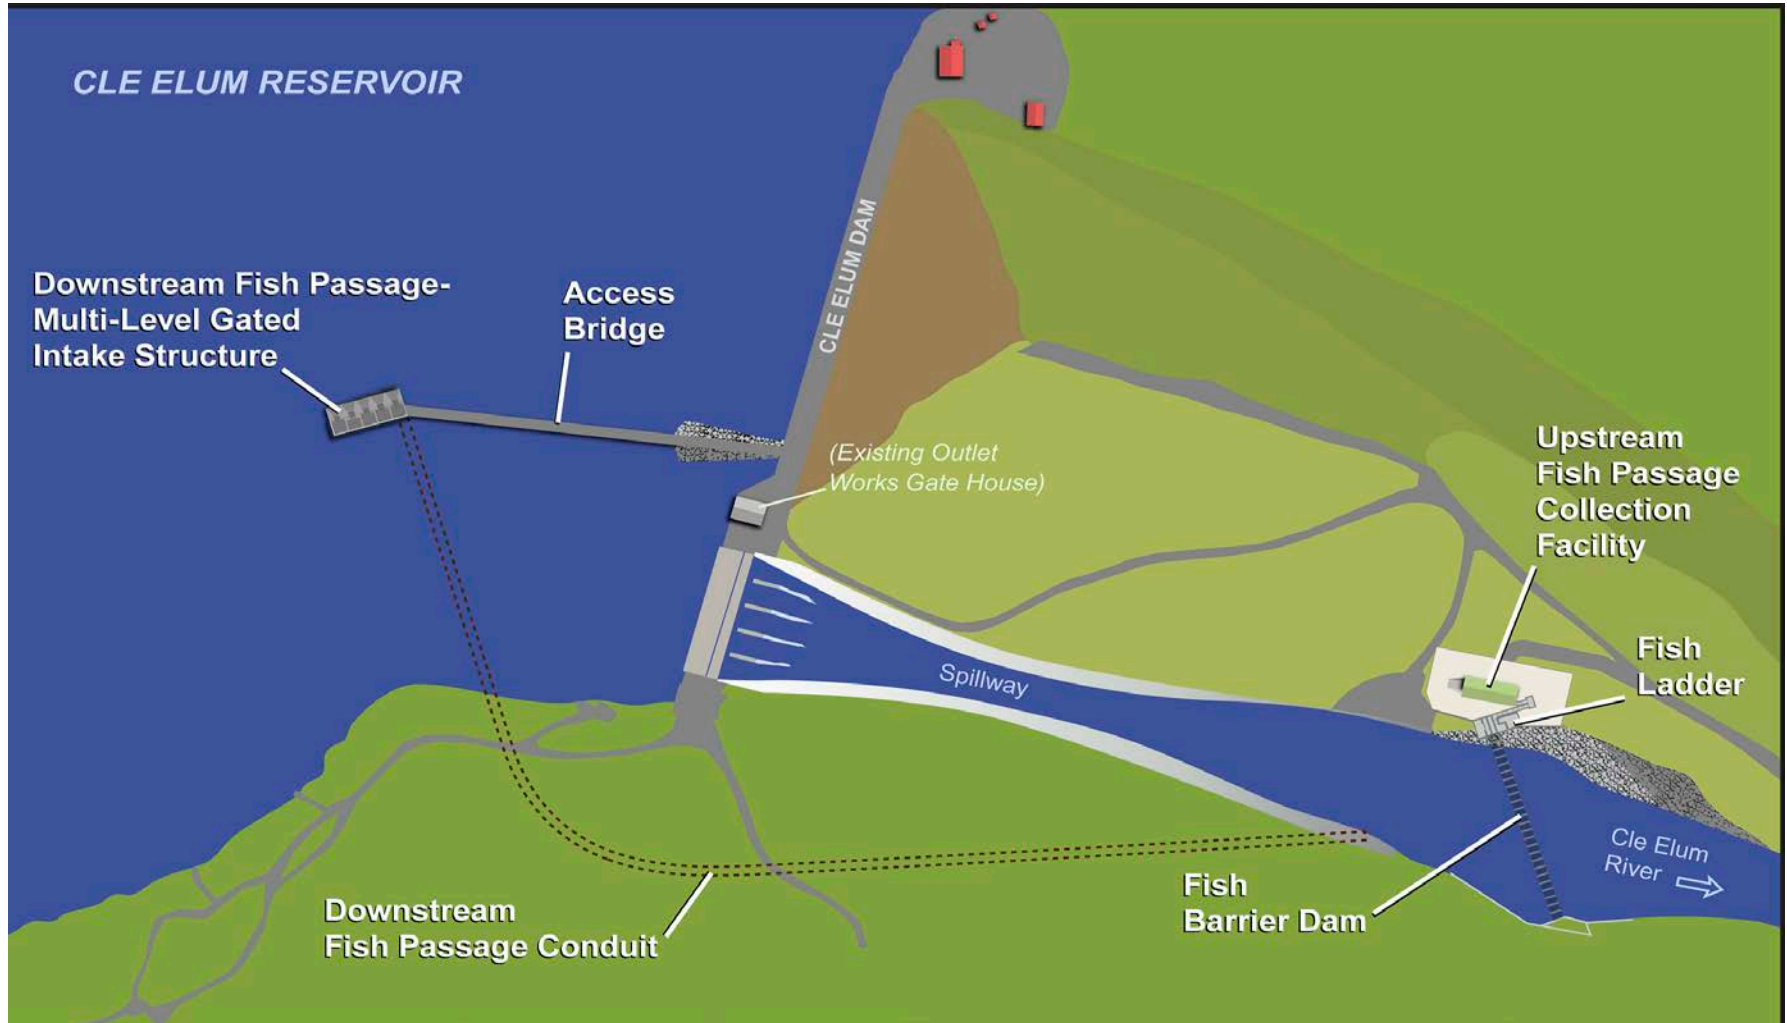 CLE ELUM RESERVOIR
CLE ELUM DAM
Downstream Fish Passage-
Multi-Level Gated
Intake Structure
Access
Bridge
(Existing Outlet
Works Gate House)
Upstream
Fish Passage
Collection
Facility
Fish
Ladder
Spillway
Cle Elum
River
Fish
Barrier Dam
Downstream
Fish Passage Conduit